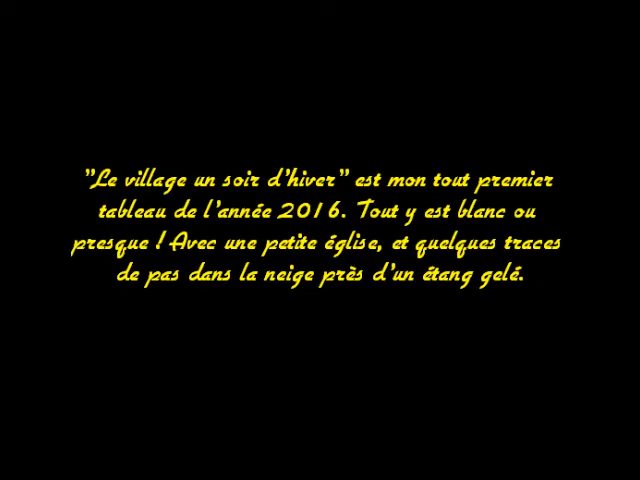 "Le village un soir d'hiver" est mon tout premier
tableau de l'année 2016. Tout y est blanc ou
presque ! Avec une petite église, et quelques traces
de pas dans la neige près d'un étang gelé.